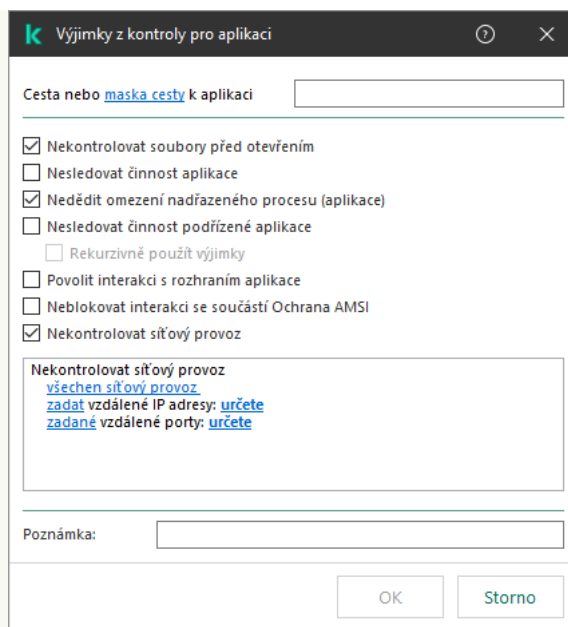 Výjimky z kontroly pro aplikaci
Cesta nebo maska cesty k aplikaci
Nekontrolovat soubory před otevřením
Nesledovat činnost aplikace
Nedědit omezení nadřazeného procesu (aplikace)
Nesledovat činnost podřízené aplikace
Rekurzivně použít výjimky
Povolit interakci s rozhraním aplikace
Neblokovat interakci se součástí Ochrana AMSI
Nekontrolovat síťový provoz
Nekontrolovat síťový provoz
všechen síťový provoz
zadat vzdálené IP adresy: určete
zadané vzdálené porty: určete
Poznámka:
OK Storno